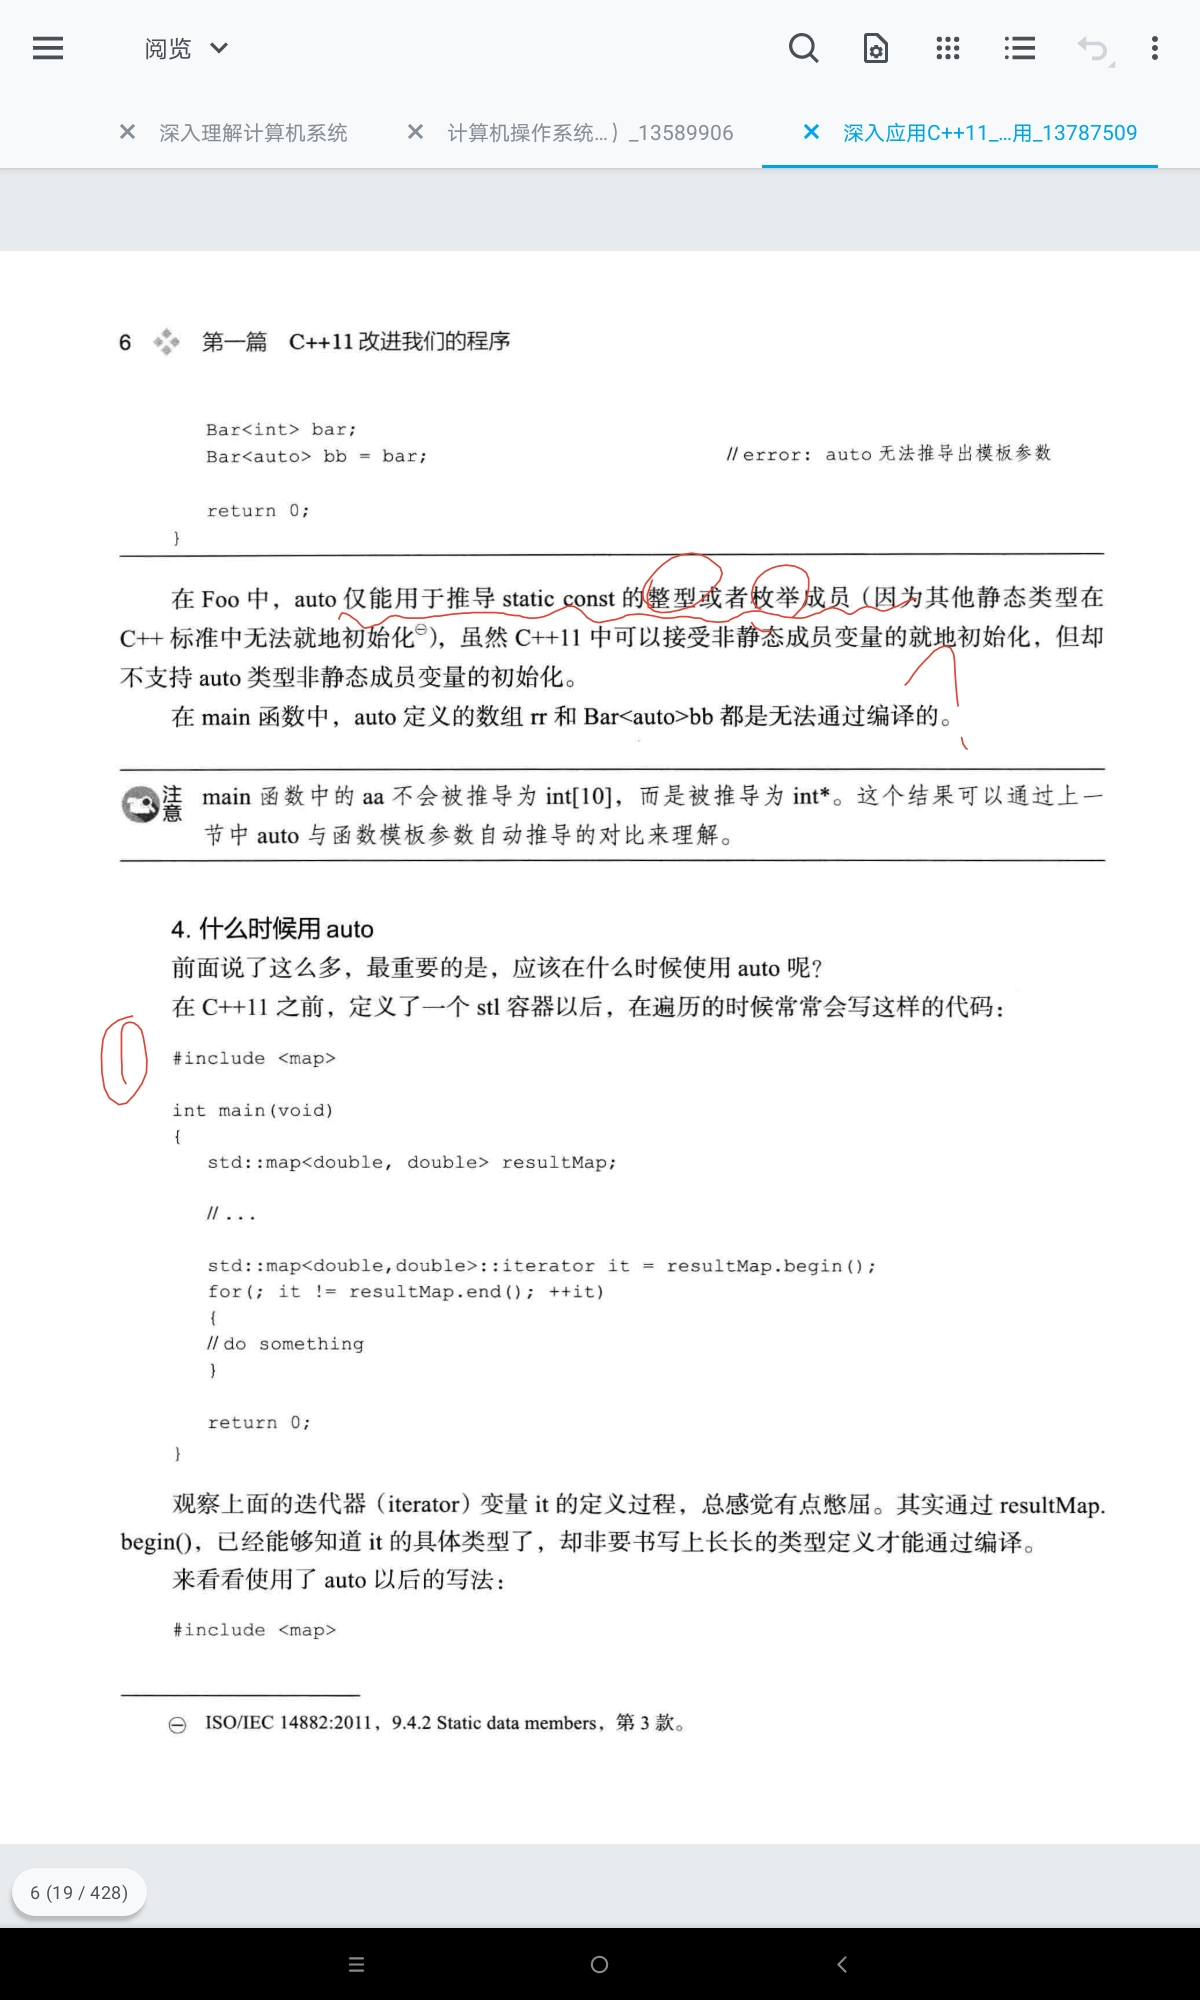 阅览
深入理解计算机系统
计算机操作系统...）_13589906
深入应用C++11_...用_13787509
6 第一篇 C++11改进我们的程序
Bar<int> bar;
Bar<auto> bb = bar; //error: auto无法推导出模板参数
return 0;
}
在 Foo 中，auto 仅能用于推导 static const 的整型或者枚举成员（因为其他静态类型在
C++ 标准中无法就地初始化㊀），虽然 C++11 中可以接受非静态成员变量的就地初始化，但却
不支持 auto 类型非静态成员变量的初始化。
在 main 函数中，auto 定义的数组 rr 和 Bar<auto>bb 都是无法通过编译的。
注意 main 函数中的 aa 不会被推导为 int[10]，而是被推导为 int*。这个结果可以通过上一
节中 auto 与函数模板参数自动推导的对比来理解。
4. 什么时候用 auto
前面说了这么多，最重要的是，应该在什么时候使用 auto 呢？
在 C++11 之前，定义了一个 stl 容器以后，在遍历的时候常常会写这样的代码：
#include <map>
int main(void)
{
std::map<double, double> resultMap;
//...
std::map<double,double>::iterator it = resultMap.begin();
for(; it != resultMap.end(); ++it)
{
//do something
}
return 0;
}
观察上面的迭代器（iterator）变量 it 的定义过程，总感觉有点憋屈。其实通过 resultMap.
begin()，已经能够知道 it 的具体类型了，却非要书写上长长的类型定义才能通过编译。
来看看使用了 auto 以后的写法：
#include <map>
㊀ ISO/IEC 14882:2011，9.4.2 Static data members，第 3 款。
6 (19 / 428)